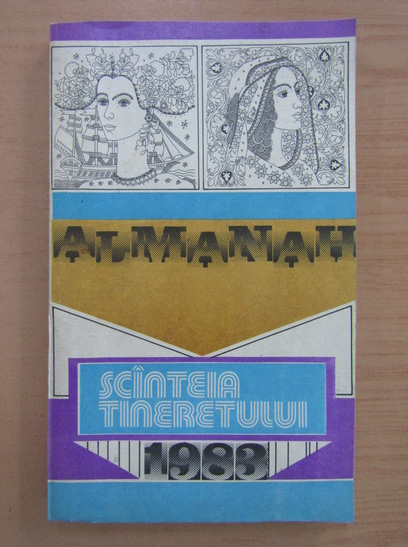 ALMANAH
SCÎNTEIA
TINERETULUI
1983